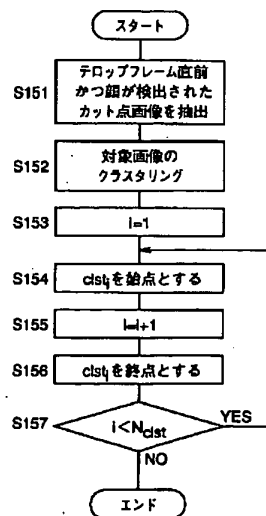 スタート
S151
テロップフレーム直前
かつ顔が検出された
カット点画像を抽出
S152
対象画像の
クラスタリング
S153
i=1
S154
clstiを始点とする
S155
i=i+1
S156
clstiを終点とする
S157
i<Nclst
YES
NO
エンド